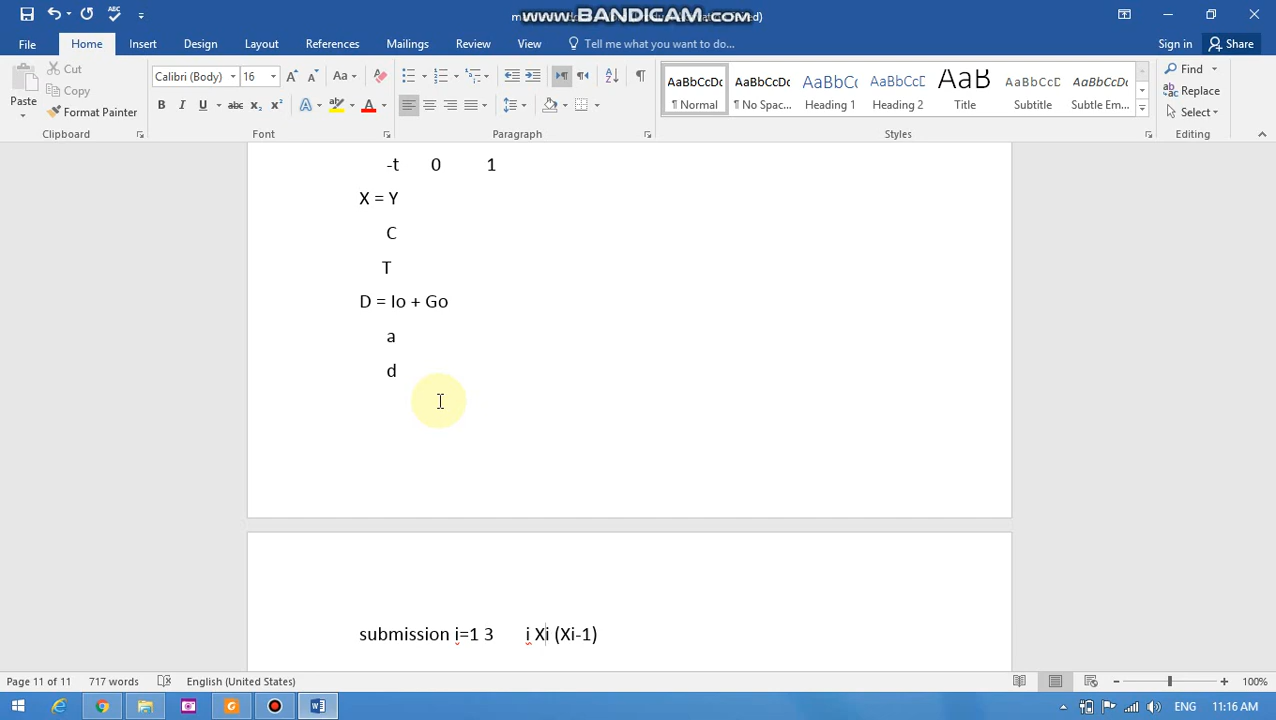 www.BANDICAM.com
File Home Insert Design Layout References Mailings Review View Tell me what you want to do... Sign in Share
Paste
Cut
Copy
Format Painter
Calibri (Body) 16
AaBbCcDc AaBbCcDc AaBbCc AaBbCcD AaB AaBbCcD AaBbCcDc
¶ Normal ¶ No Spac... Heading Heading 2 Title Subtitle Subtle Em...
Find
Replace
Select
Clipboard Font Paragraph Styles Editing
-t 0 1
X = Y
C
T
D = Io + Go
a
d
submission i=1 3 i Xi (Xi-1)
Page 11 of 11 717 words English (United States) 100%
ENG 11:16 AM